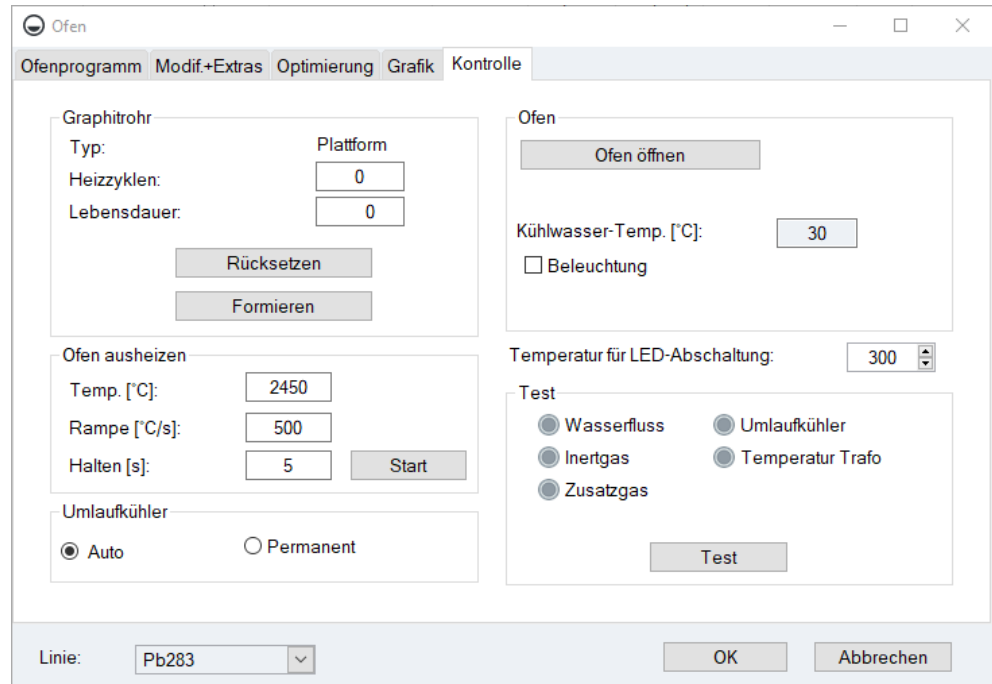 Ofen
Ofenprogramm Modif.+Extras Optimierung Grafik Kontrolle
Graphitrohr
Typ: Plattform
Heizzyklen: 0
Lebensdauer: 0
Rücksetzen
Formieren
Ofen ausheizen
Temp. [°C]: 2450
Rampe [°C/s]: 500
Halten [s]: 5 Start
Umlaufkühler
Auto Permanent
Ofen
Ofen öffnen
Kühlwasser-Temp. [°C]: 30
Beleuchtung
Temperatur für LED-Abschaltung: 300
Test
Wasserfluss Umlaufkühler
Inertgas Temperatur Trafo
Zusatzgas
Test
Linie: Pb283 OK Abbrechen